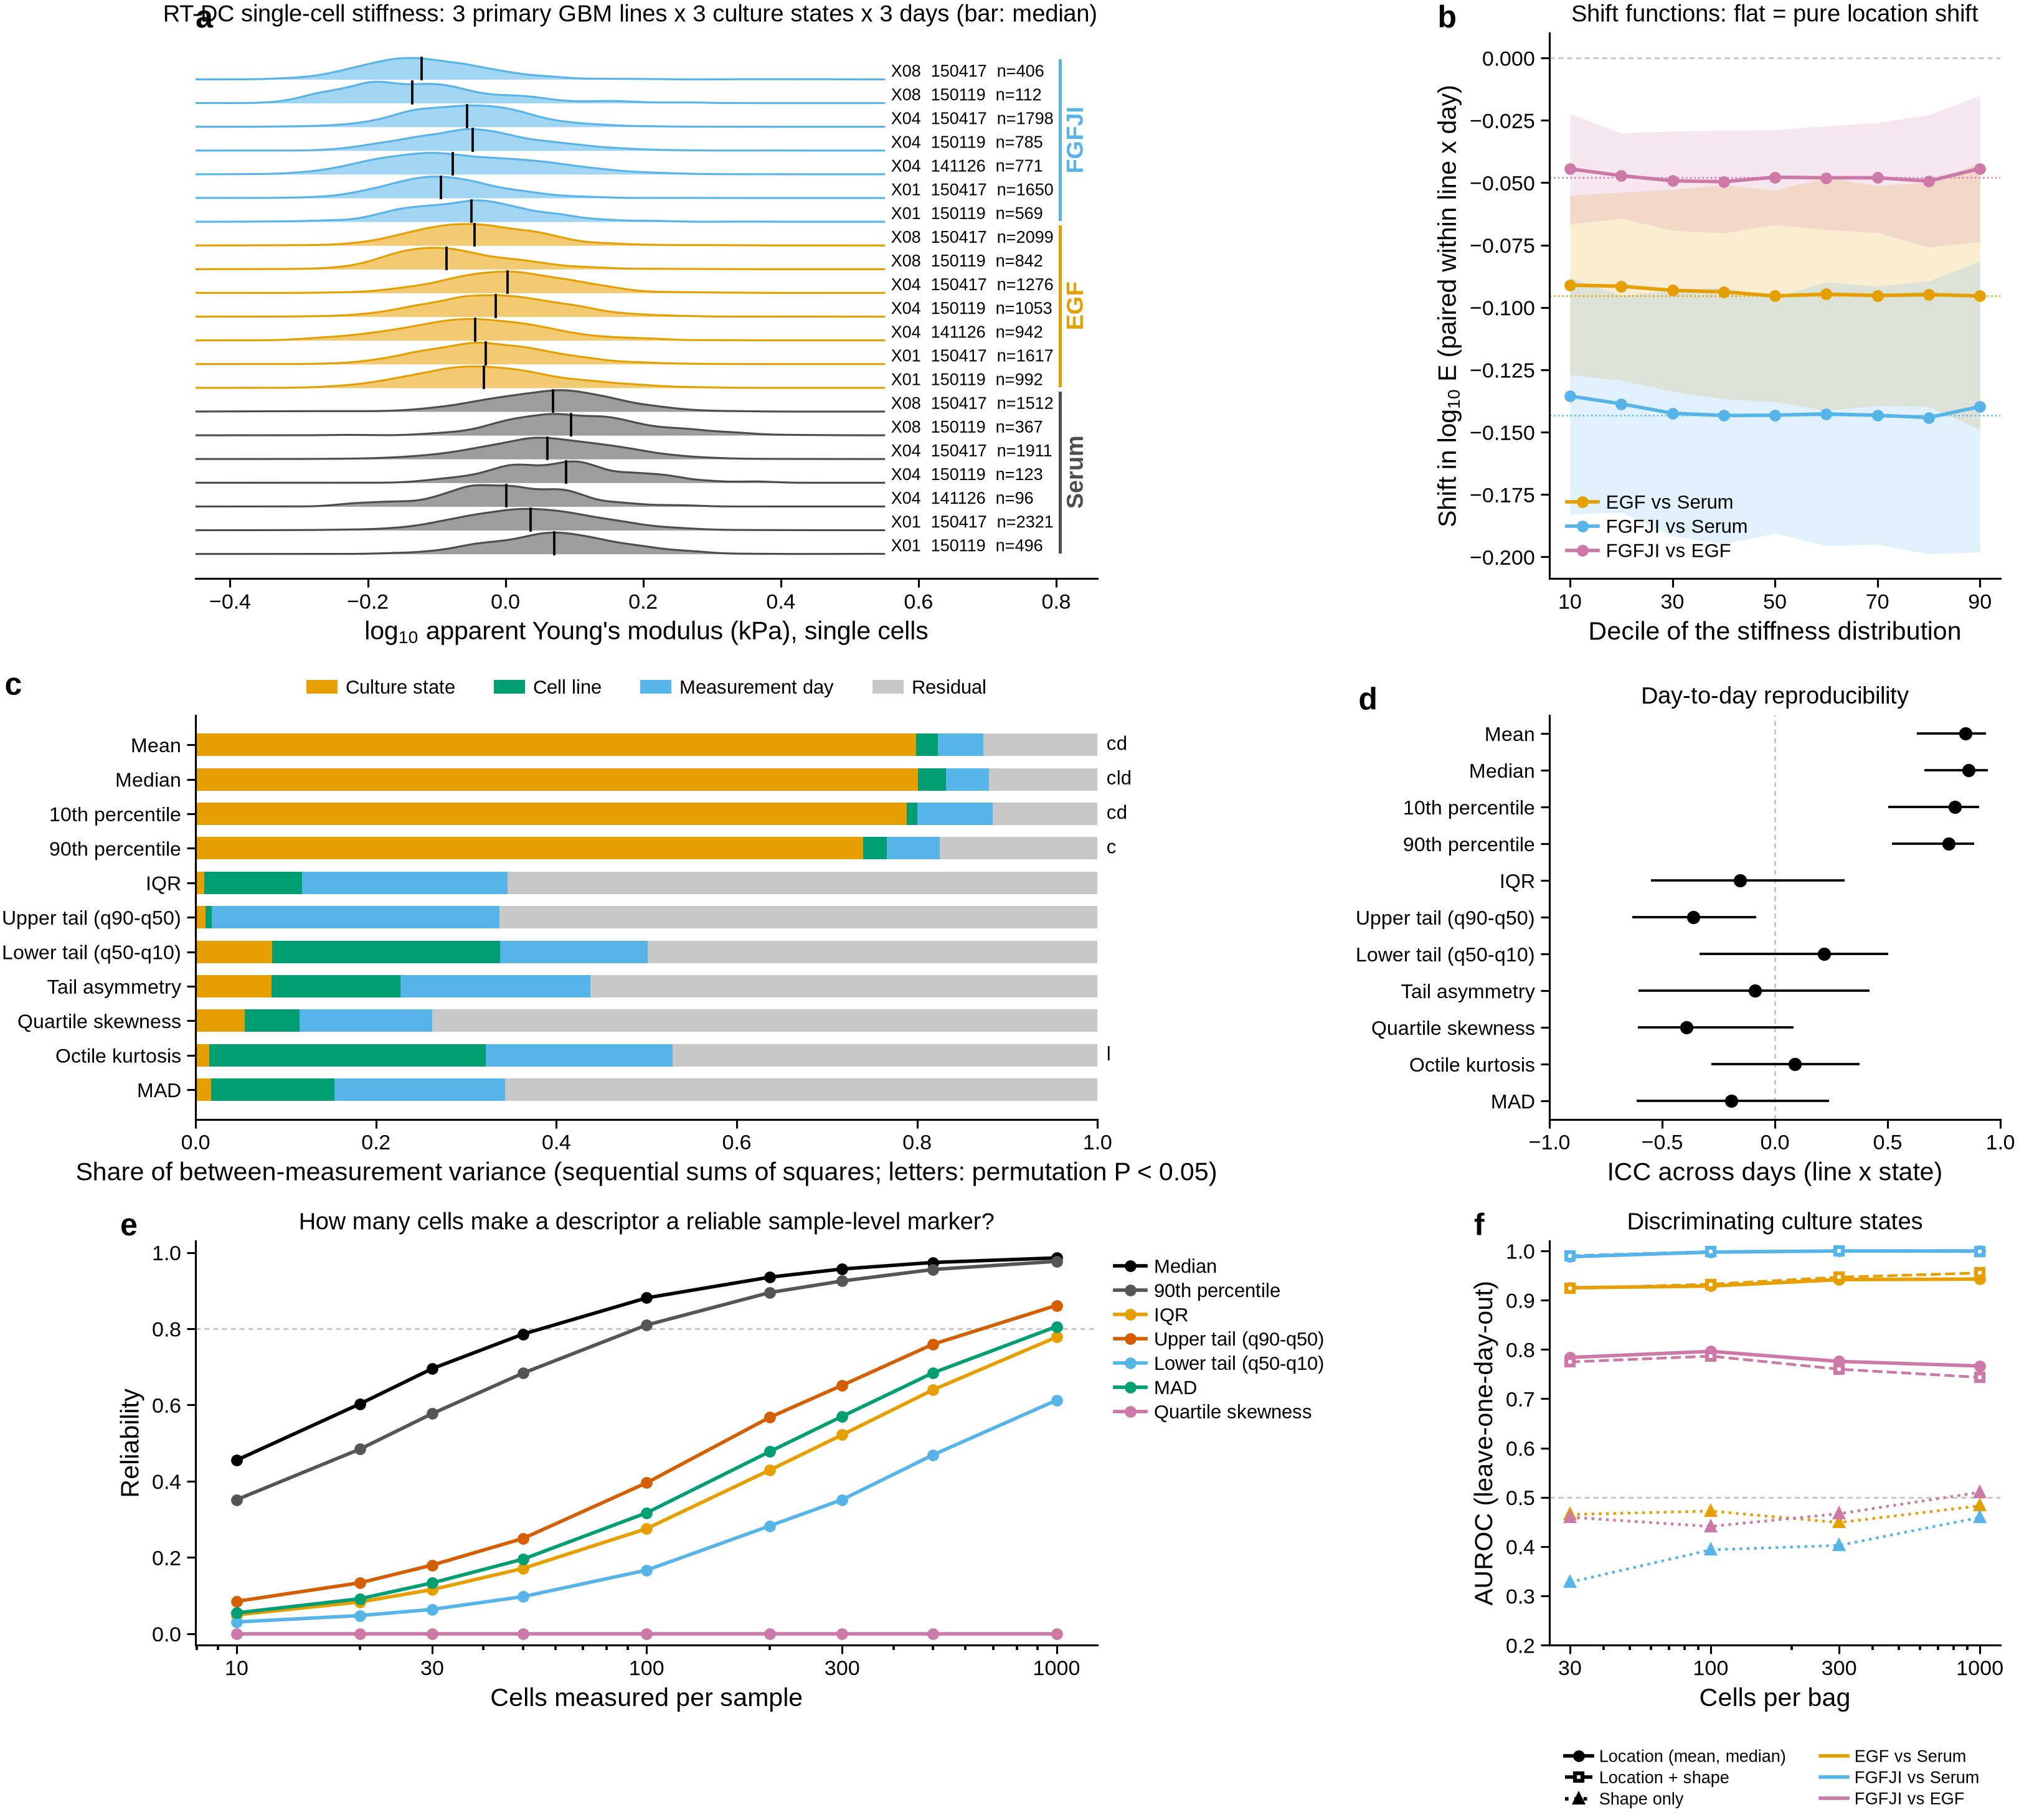 a
RT-DC single-cell stiffness: 3 primary GBM lines x 3 culture states x 3 days (bar: median)
X08 150417 n=406
X08 150119 n=112
X04 150417 n=1798
X04 150119 n=785
X04 141126 n=771
X01 150417 n=1650
X01 150119 n=569
FGFJI
X08 150417 n=2099
X08 150119 n=842
X04 150417 n=1276
X04 150119 n=1053
X04 141126 n=942
X01 150417 n=1617
X01 150119 n=992
EGF
X08 150417 n=1512
X08 150119 n=367
X04 150417 n=1911
X04 150119 n=123
X04 141126 n=96
X01 150417 n=2321
X01 150119 n=496
Serum
−0.4 −0.2 0.0 0.2 0.4 0.6 0.8
log10 apparent Young's modulus (kPa), single cells
b
Shift functions: flat = pure location shift
Shift in log10 E (paired within line x day)
0.000
−0.025
−0.050
−0.075
−0.100
−0.125
−0.150
−0.175
−0.200
EGF vs Serum
FGFJI vs Serum
FGFJI vs EGF
10 30 50 70 90
Decile of the stiffness distribution
c
Culture state Cell line Measurement day Residual
Mean cd
Median cld
10th percentile cd
90th percentile c
IQR
Upper tail (q90-q50)
Lower tail (q50-q10)
Tail asymmetry
Quartile skewness
Octile kurtosis l
MAD
0.0 0.2 0.4 0.6 0.8 1.0
Share of between-measurement variance (sequential sums of squares; letters: permutation P < 0.05)
d
Day-to-day reproducibility
Mean
Median
10th percentile
90th percentile
IQR
Upper tail (q90-q50)
Lower tail (q50-q10)
Tail asymmetry
Quartile skewness
Octile kurtosis
MAD
−1.0 −0.5 0.0 0.5 1.0
ICC across days (line x state)
e
How many cells make a descriptor a reliable sample-level marker?
Reliability
1.0
0.8
0.6
0.4
0.2
0.0
10 30 100 300 1000
Cells measured per sample
Median
90th percentile
IQR
Upper tail (q90-q50)
Lower tail (q50-q10)
MAD
Quartile skewness
f
Discriminating culture states
AUROC (leave-one-day-out)
1.0
0.9
0.8
0.7
0.6
0.5
0.4
0.3
0.2
30 100 300 1000
Cells per bag
Location (mean, median)
Location + shape
Shape only
EGF vs Serum
FGFJI vs Serum
FGFJI vs EGF